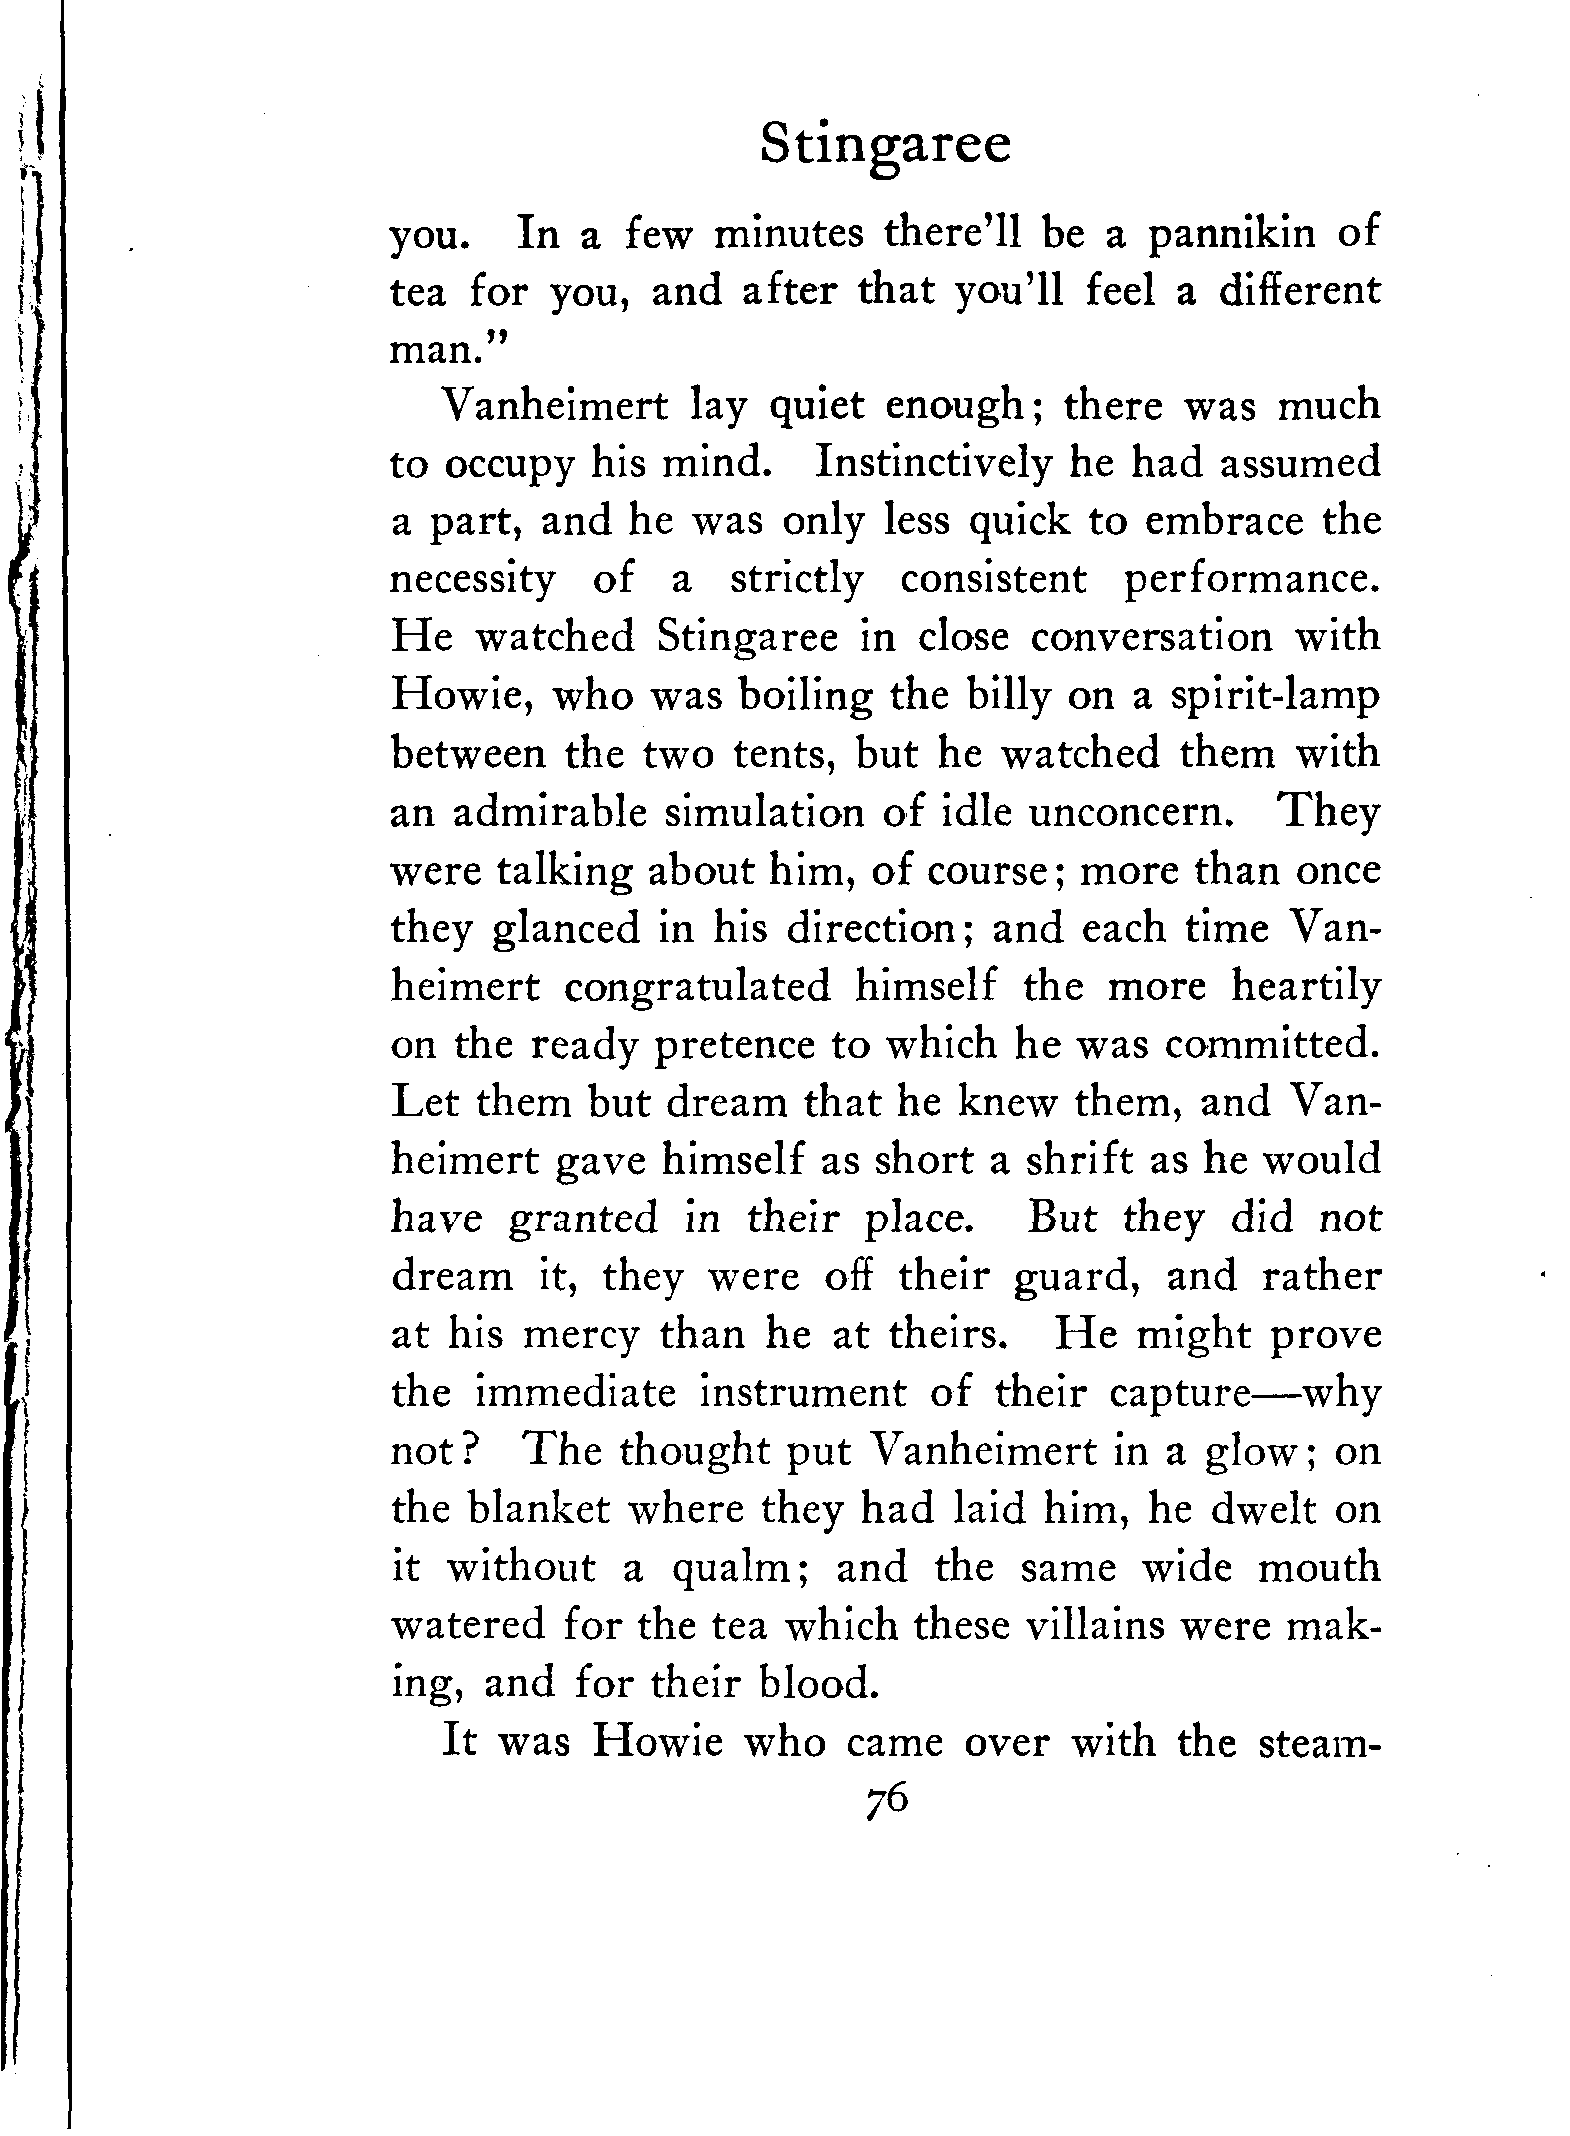 Stingaree
you. In a few minutes there'll be a pannikin of
tea for you, and after that you'll feel a different
man."
Vanheimert lay quiet enough; there was much
to occupy his mind. Instinctively he had assumed
a part, and he was only less quick to embrace the
necessity of a strictly consistent performance.
He watched Stingaree in close conversation with
Howie, who was boiling the billy on a spirit-lamp
between the two tents, but he watched them with
an admirable simulation of idle unconcern. They
were talking about him, of course; more than once
they glanced in his direction; and each time Van-
heimert congratulated himself the more heartily
on the ready pretence to which he was committed.
Let them but dream that he knew them, and Van-
heimert gave himself as short a shrift as he would
have granted in their place. But they did not
dream it, they were off their guard, and rather
at his mercy than he at theirs. He might prove
the immediate instrument of their capture—why
not? The thought put Vanheimert in a glow; on
the blanket where they had laid him, he dwelt on
it without a qualm; and the same wide mouth
watered for the tea which these villains were mak-
ing, and for their blood.
It was Howie who came over with the steam-
76